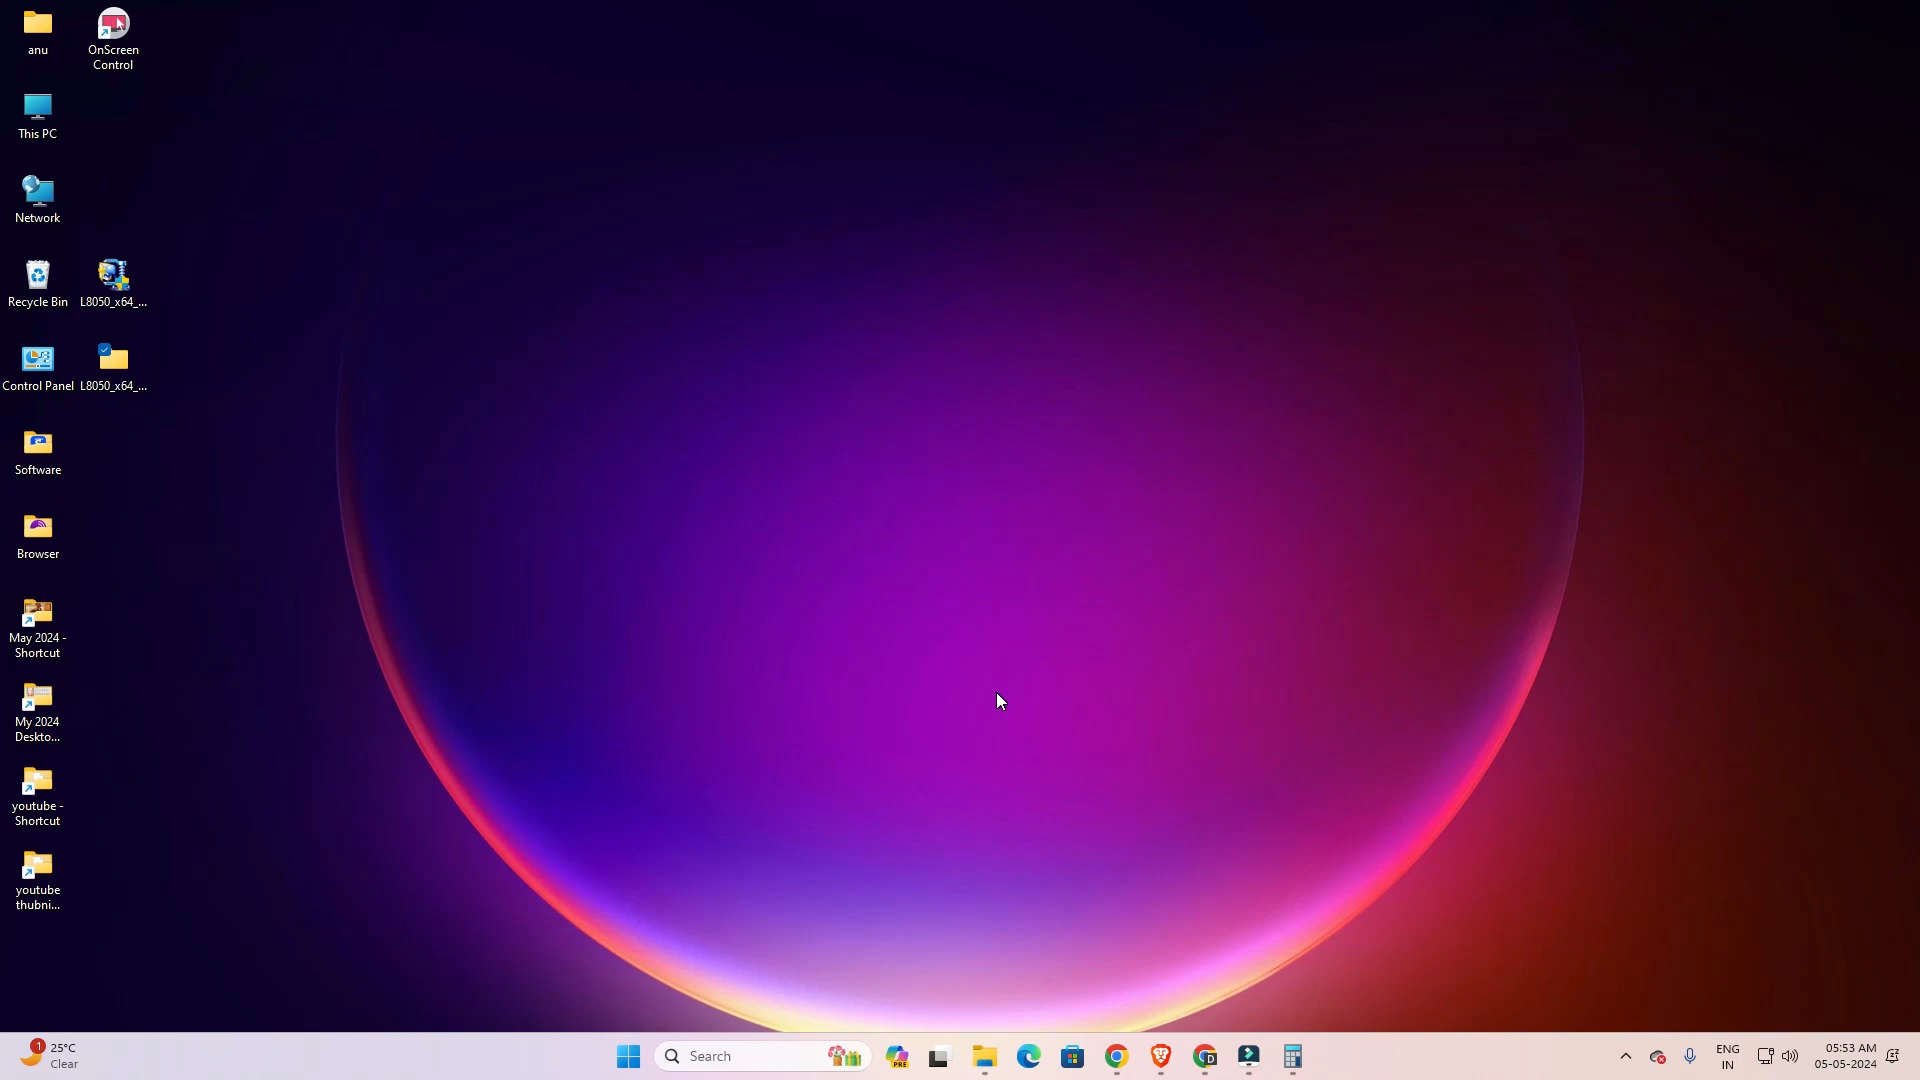 anu
OnScreen
Control
This PC
Network
Recycle Bin
L8050_x64_...
Control Panel
L8050_x64_...
Software
Browser
May 2024 -
Shortcut
My 2024
Deskto...
youtube -
Shortcut
youtube
thubni...
1
25°C
Clear
Search
PRE
D
ENG
IN
05:53 AM
05-05-2024